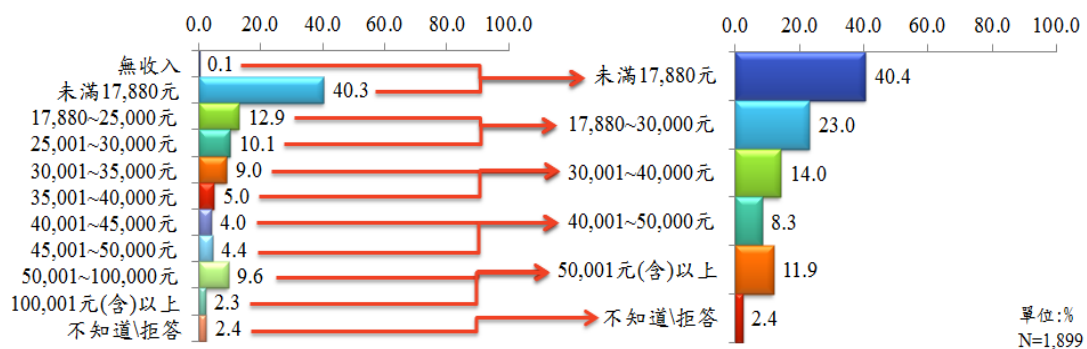 0.0 20.0 40.0 60.0 80.0 100.0
無收入 0.1
未滿17,880元 40.3
17,880~25,000元 12.9
25,001~30,000元 10.1
30,001~35,000元 9.0
35,001~40,000元 5.0
40,001~45,000元 4.0
45,001~50,000元 4.4
50,001~100,000元 9.6
100,001元(含)以上 2.3
不知道\拒答 2.4
0.0 20.0 40.0 60.0 80.0 100.0
未滿17,880元 40.4
17,880~30,000元 23.0
30,001~40,000元 14.0
40,001~50,000元 8.3
50,001元(含)以上 11.9
不知道\拒答 2.4
單位:%
N=1,899